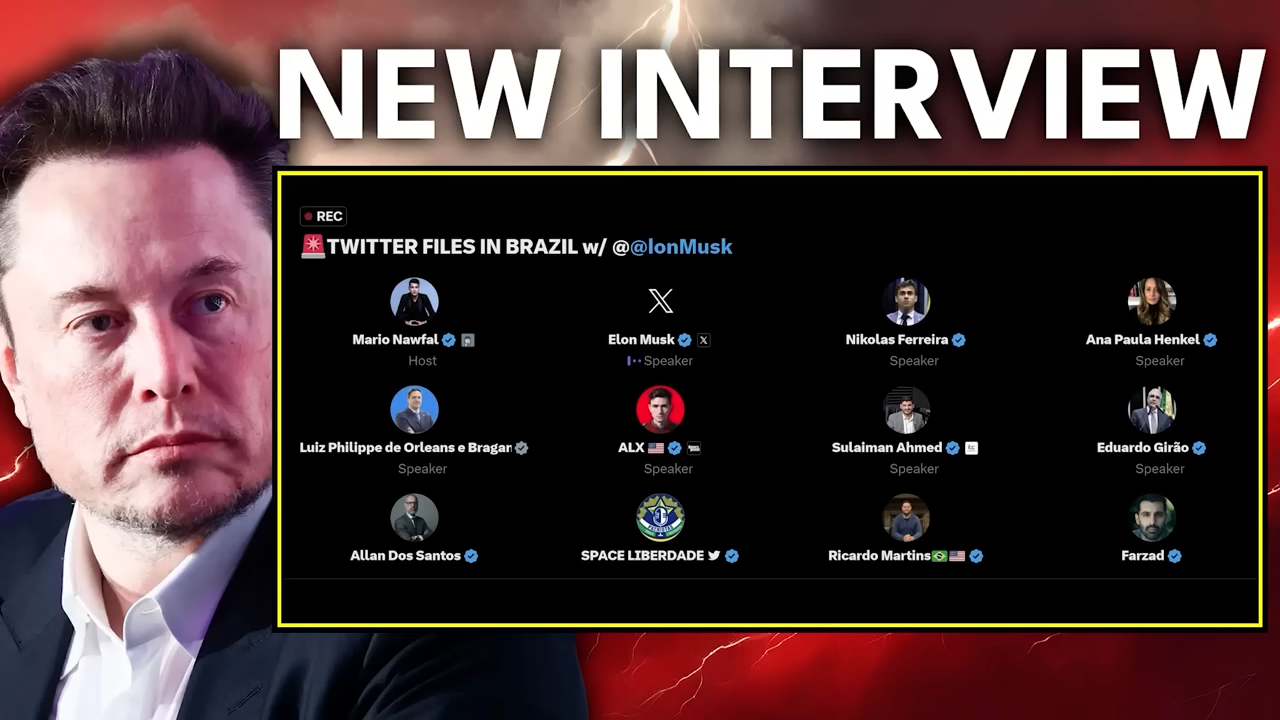 NEW INTERVIEW
REC
🚨TWITTER FILES IN BRAZIL w/ @@lonMusk
Mario Nawfal
Elon Musk
Nikolas Ferreira
Ana Paula Henkel
Host
Speaker
Speaker
Speaker
Luiz Philippe de Orleans e Bragan
ALX 🇺🇸
Sulaiman Ahmed
Eduardo Girão
Speaker
Speaker
Speaker
Speaker
Allan Dos Santos
SPACE LIBERDADE
Ricardo Martins🇧🇷 🇺🇸
Farzad